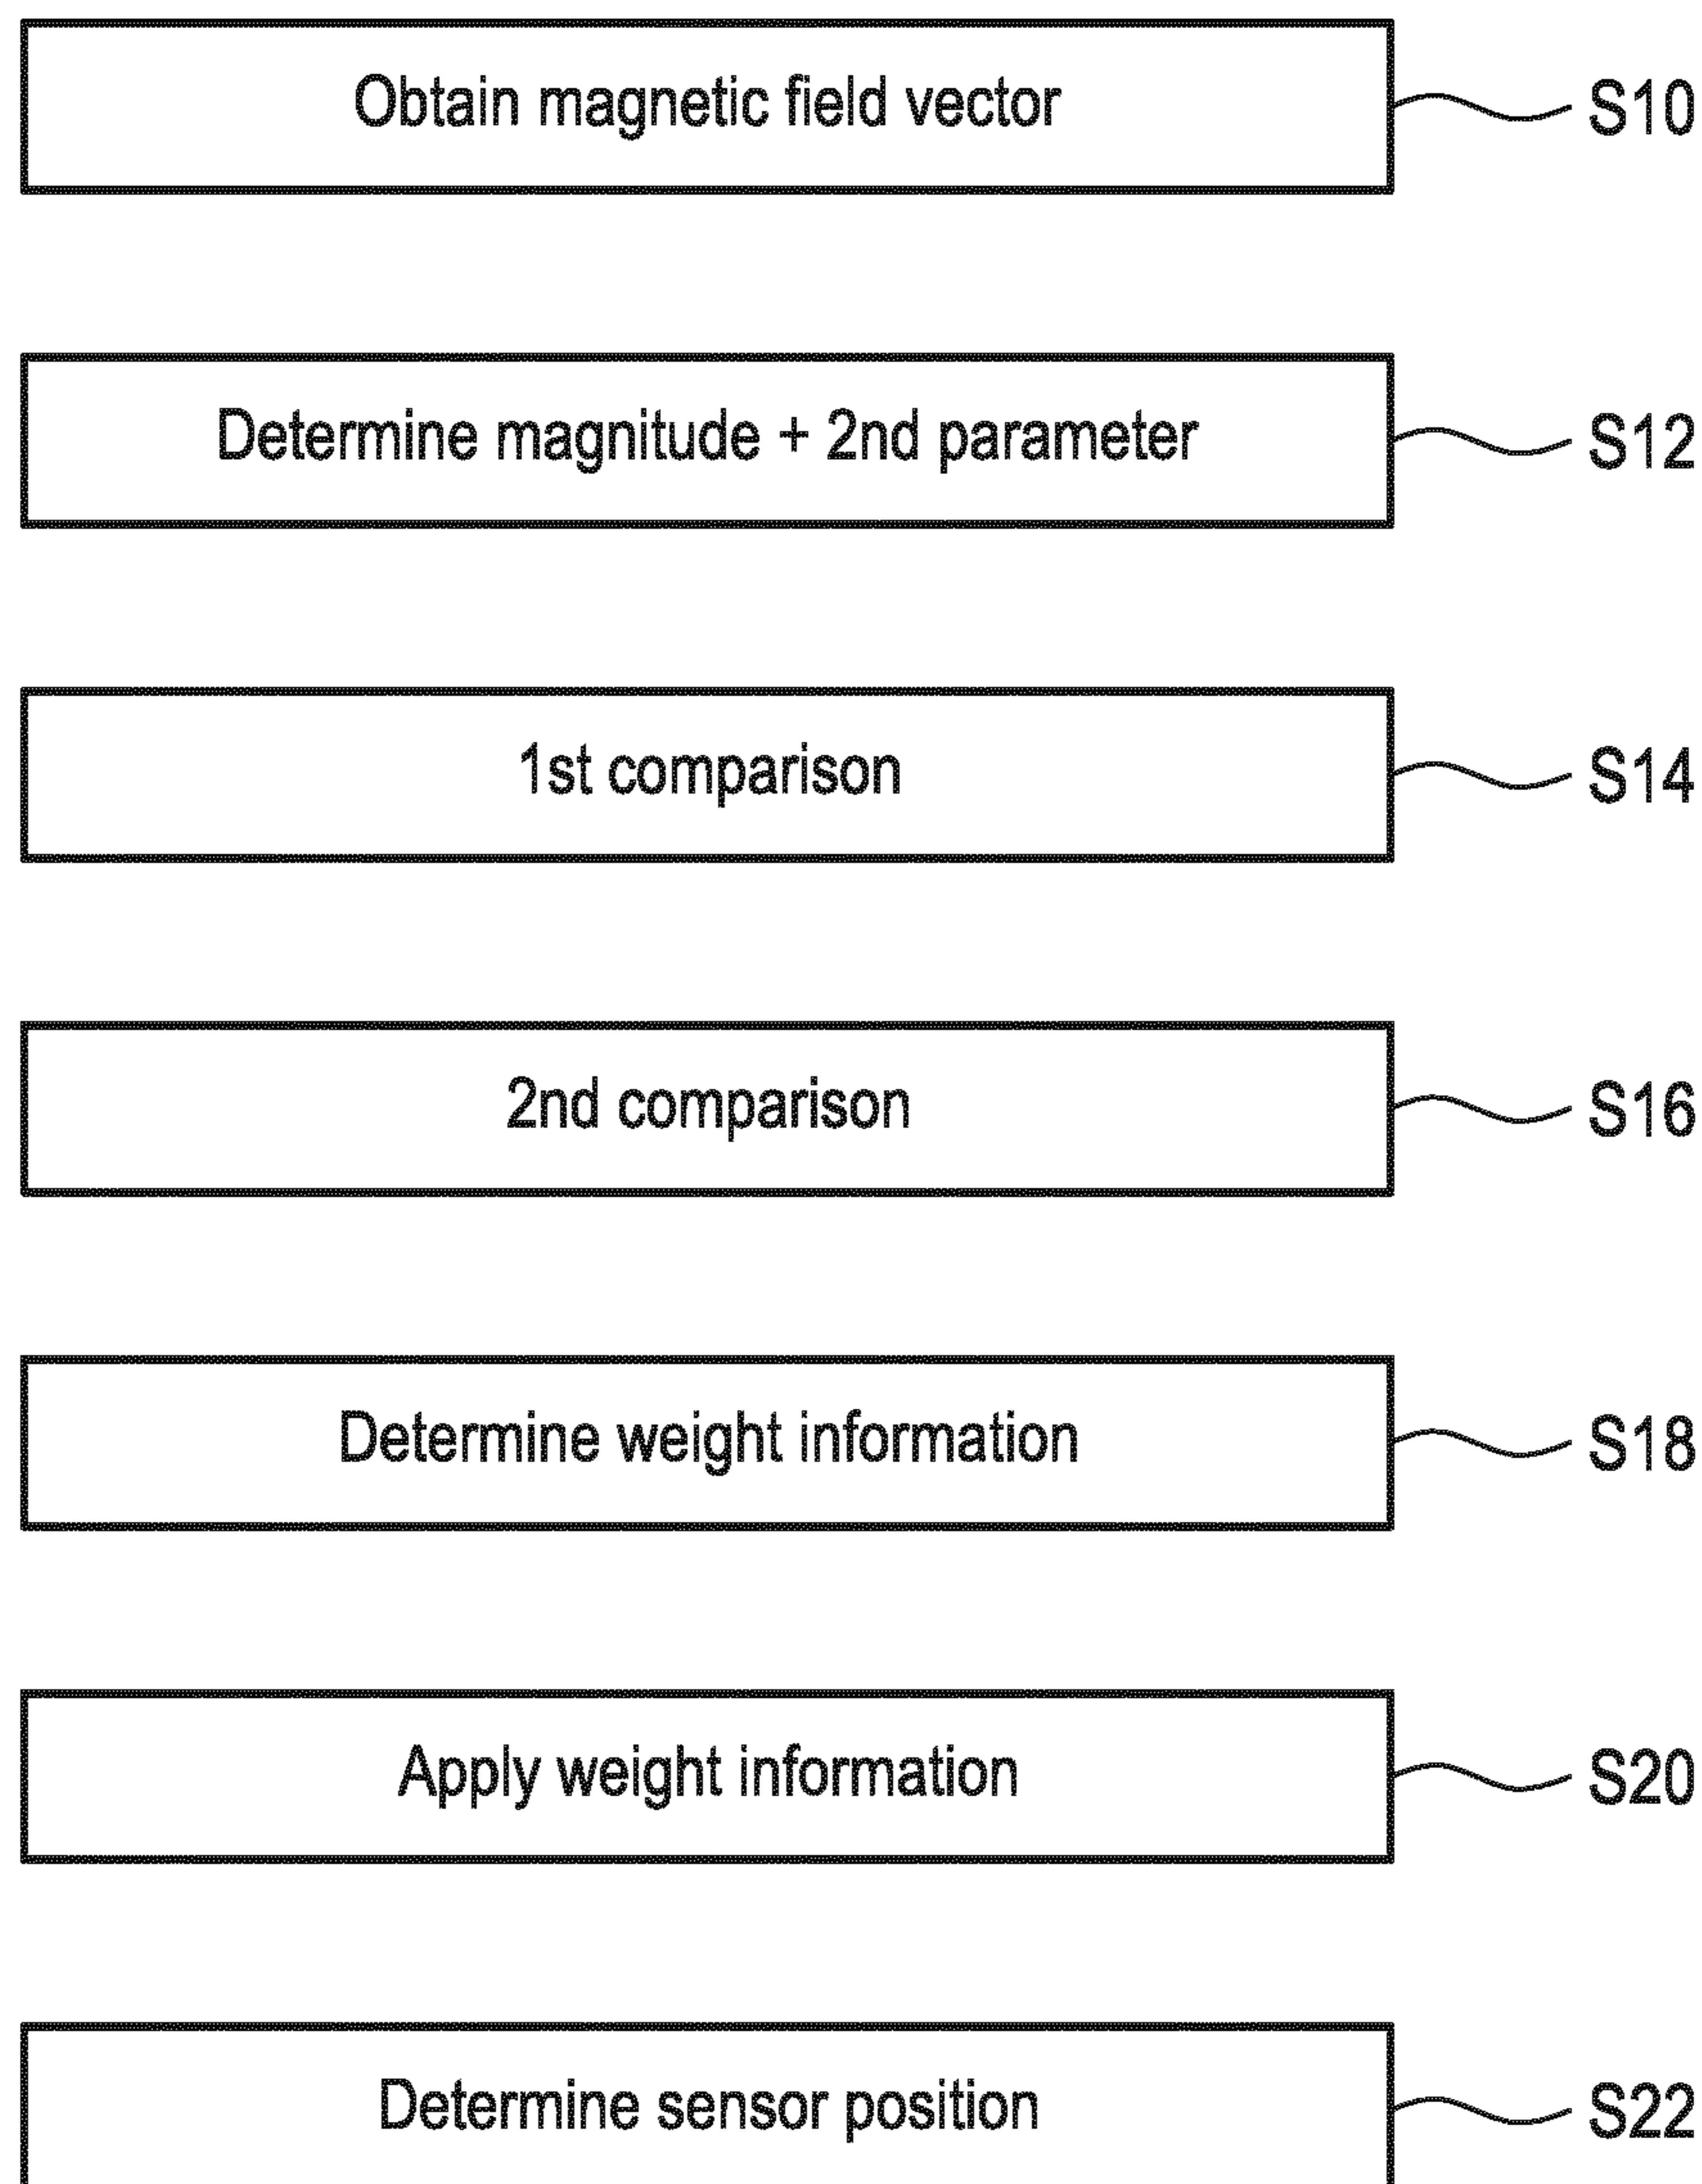 Obtain magnetic field vector S10
Determine magnitude + 2nd parameter S12
1st comparison S14
2nd comparison S16
Determine weight information S18
Apply weight information S20
Determine sensor position S22